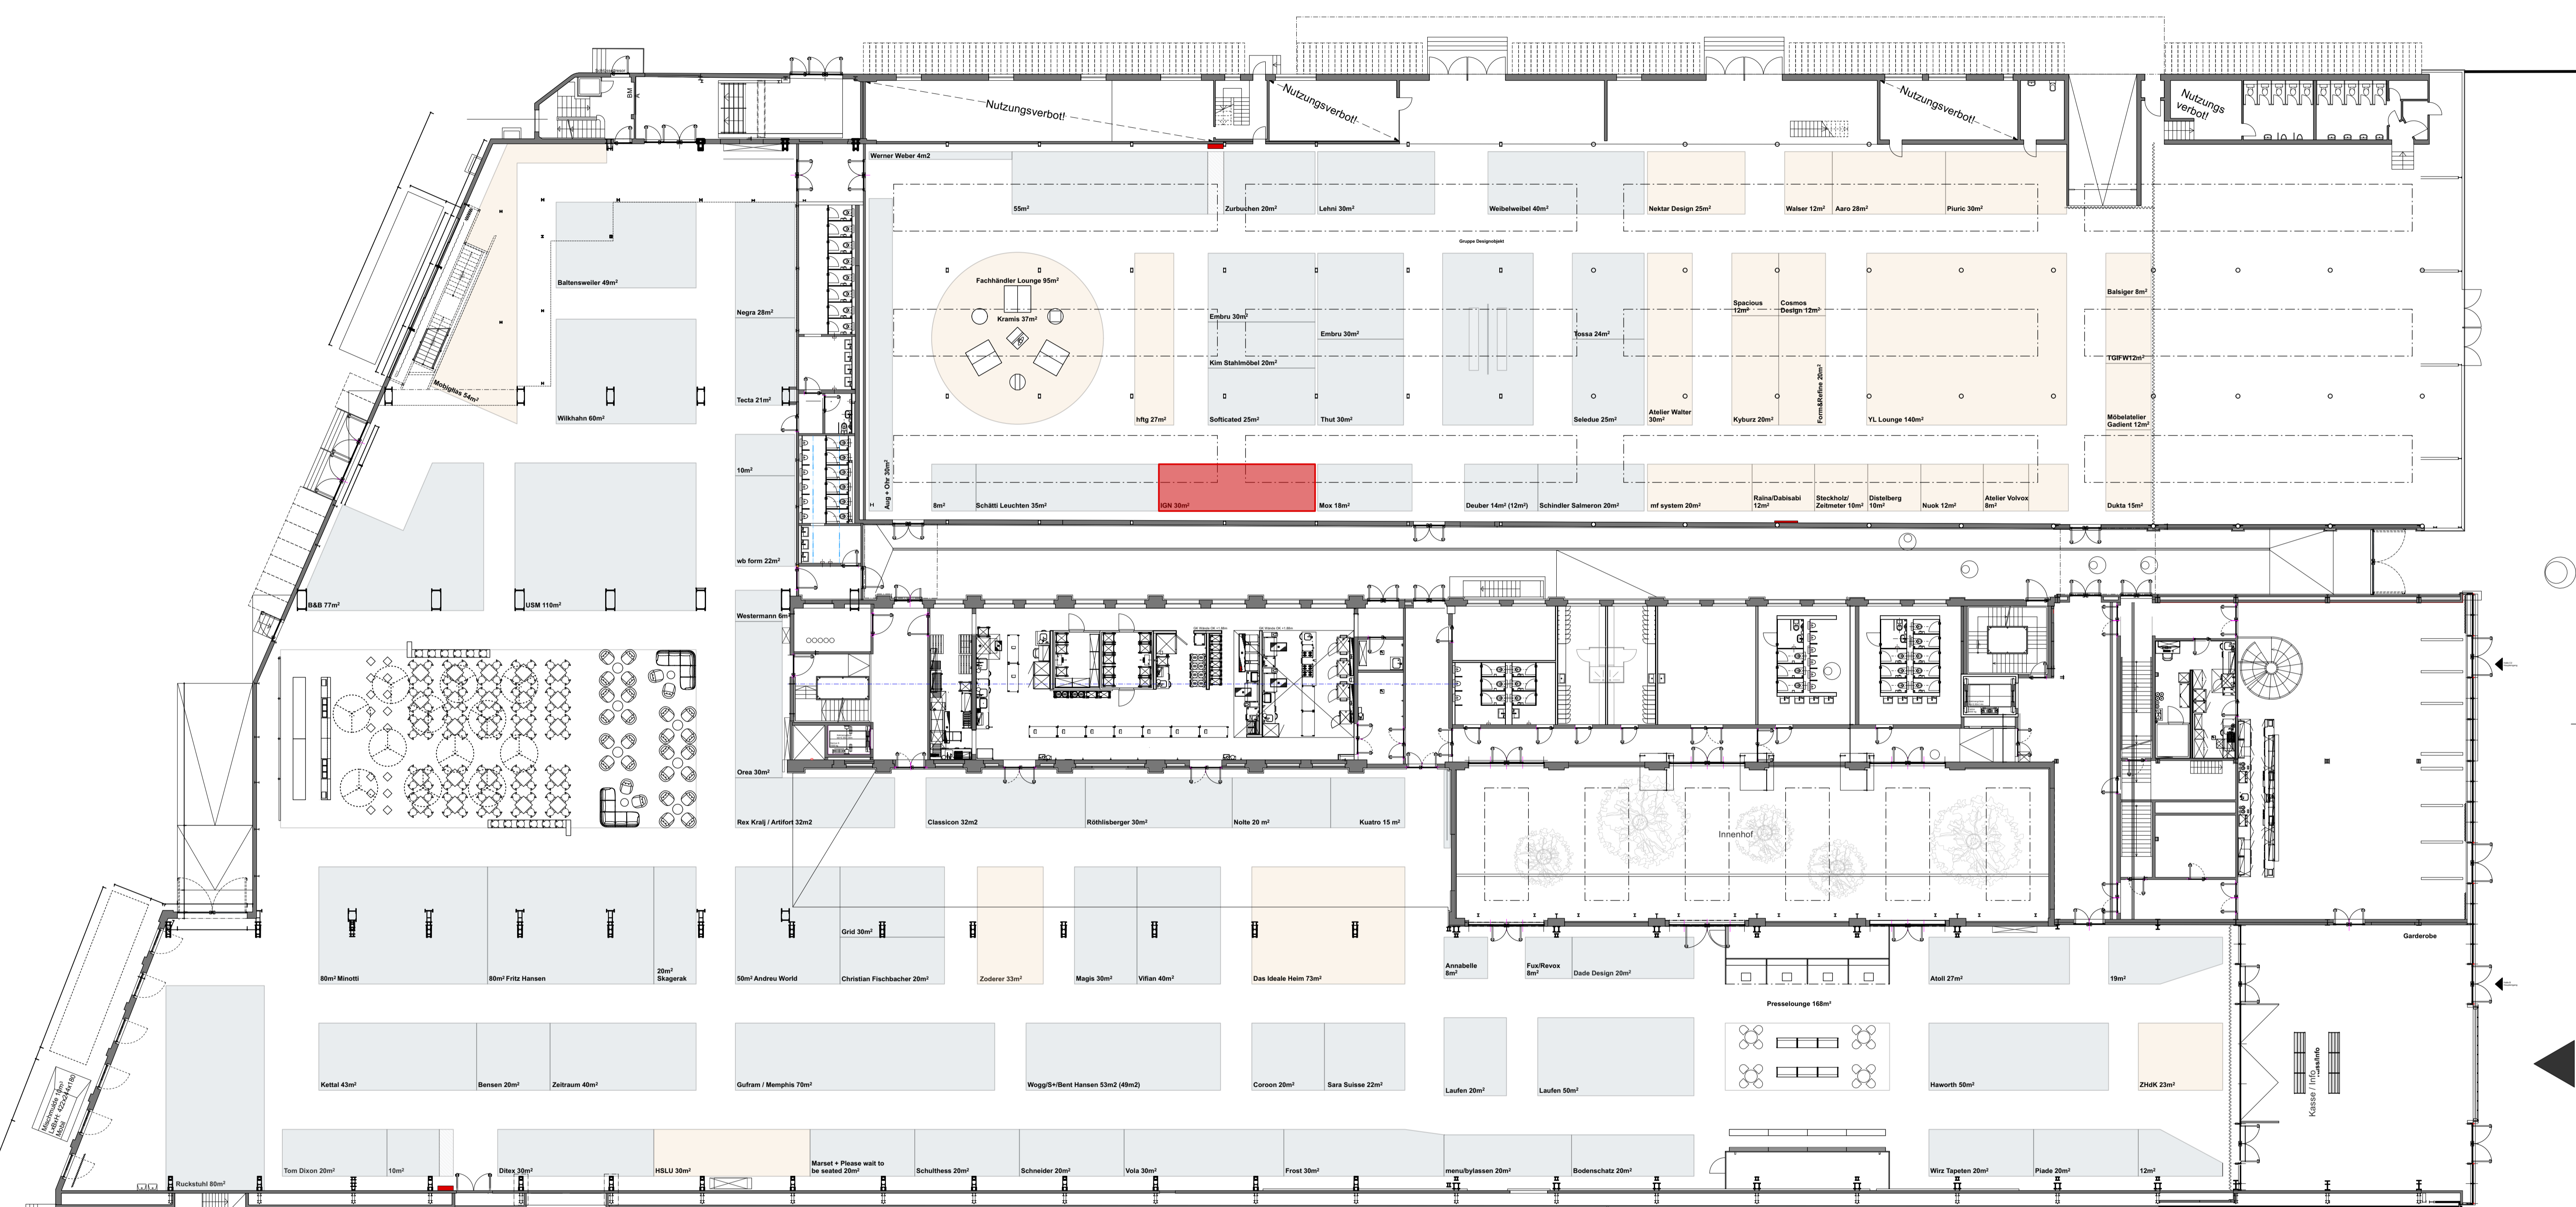 BM
A
Nutzungsverbot!
Nutzungsverbot!
Nutzungsverbot!
Nutzungs
verbot!
Werner Weber 4m2
55m²
Zurbuchen 20m²
Lehni 30m²
Weibelweibel 40m²
Nektar Design 25m²
Walser 12m²
Aaro 28m²
Piuric 30m²
Gruppe Designobjekt
Baltensweiler 49m²
Negra 28m²
Fachhändler Lounge 95m²
Kramis 37m²
Embru 30m²
Embru 30m²
Kim Stahlmöbel 20m²
Tossa 24m²
Spacious
12m²
Cosmos
Design 12m²
Balsiger 8m²
TGIFW12m²
Mobiglas 54m²
Wilkhahn 60m²
Tecta 21m²
hftg 27m²
Softicated 25m²
Thut 30m²
Seledue 25m²
Atelier Walter
30m²
Kyburz 20m²
Form&Refine 20m²
YL Lounge 140m²
Möbelatelier
Gadient 12m²
10m²
Aug + Ohr 30m²
8m²
Schätti Leuchten 35m²
IGN 30m²
Mox 18m²
Deuber 14m² (12m²)
Schindler Salmeron 20m²
mf system 20m²
Raina/Dabisabi
12m²
Steckholz/
Zeitmeter 10m²
Distelberg
10m²
Nuok 12m²
Atelier Volvox
8m²
Dukta 15m²
wb form 22m²
B&B 77m²
USM 110m²
Westermann 6m²
Orea 30m²
Rex Kralj / Artifort 32m2
Classicon 32m2
Röthlisberger 30m²
Nolte 20 m²
Kuatro 15 m²
Innenhof
80m² Minotti
80m² Fritz Hansen
20m²
Skagerak
50m² Andreu World
Grid 30m²
Christian Fischbacher 20m²
Zoderer 33m²
Magis 30m²
Vifian 40m²
Das Ideale Heim 73m²
Annabelle
8m²
Fux/Revox
8m²
Dade Design 20m²
Atoll 27m²
19m²
Garderobe
Presselounge 168m²
Kettal 43m²
Bensen 20m²
Zeitraum 40m²
Gufram / Memphis 70m²
Wogg/S+/Bent Hansen 53m2 (49m2)
Coroon 20m²
Sara Suisse 22m²
Laufen 20m²
Laufen 50m²
Haworth 50m²
ZHdK 23m²
Kasse / Info
Mischmulde 18m³
LxBxH: 422x244x180
Mobil
Ruckstuhl 80m²
Tom Dixon 20m²
10m²
Ditex 30m²
HSLU 30m²
Marset + Please wait to
be seated 20m²
Schulthess 20m²
Schneider 20m²
Vola 30m²
Frost 30m²
menu/bylassen 20m²
Bodenschatz 20m²
Wirz Tapeten 20m²
Piade 20m²
12m²